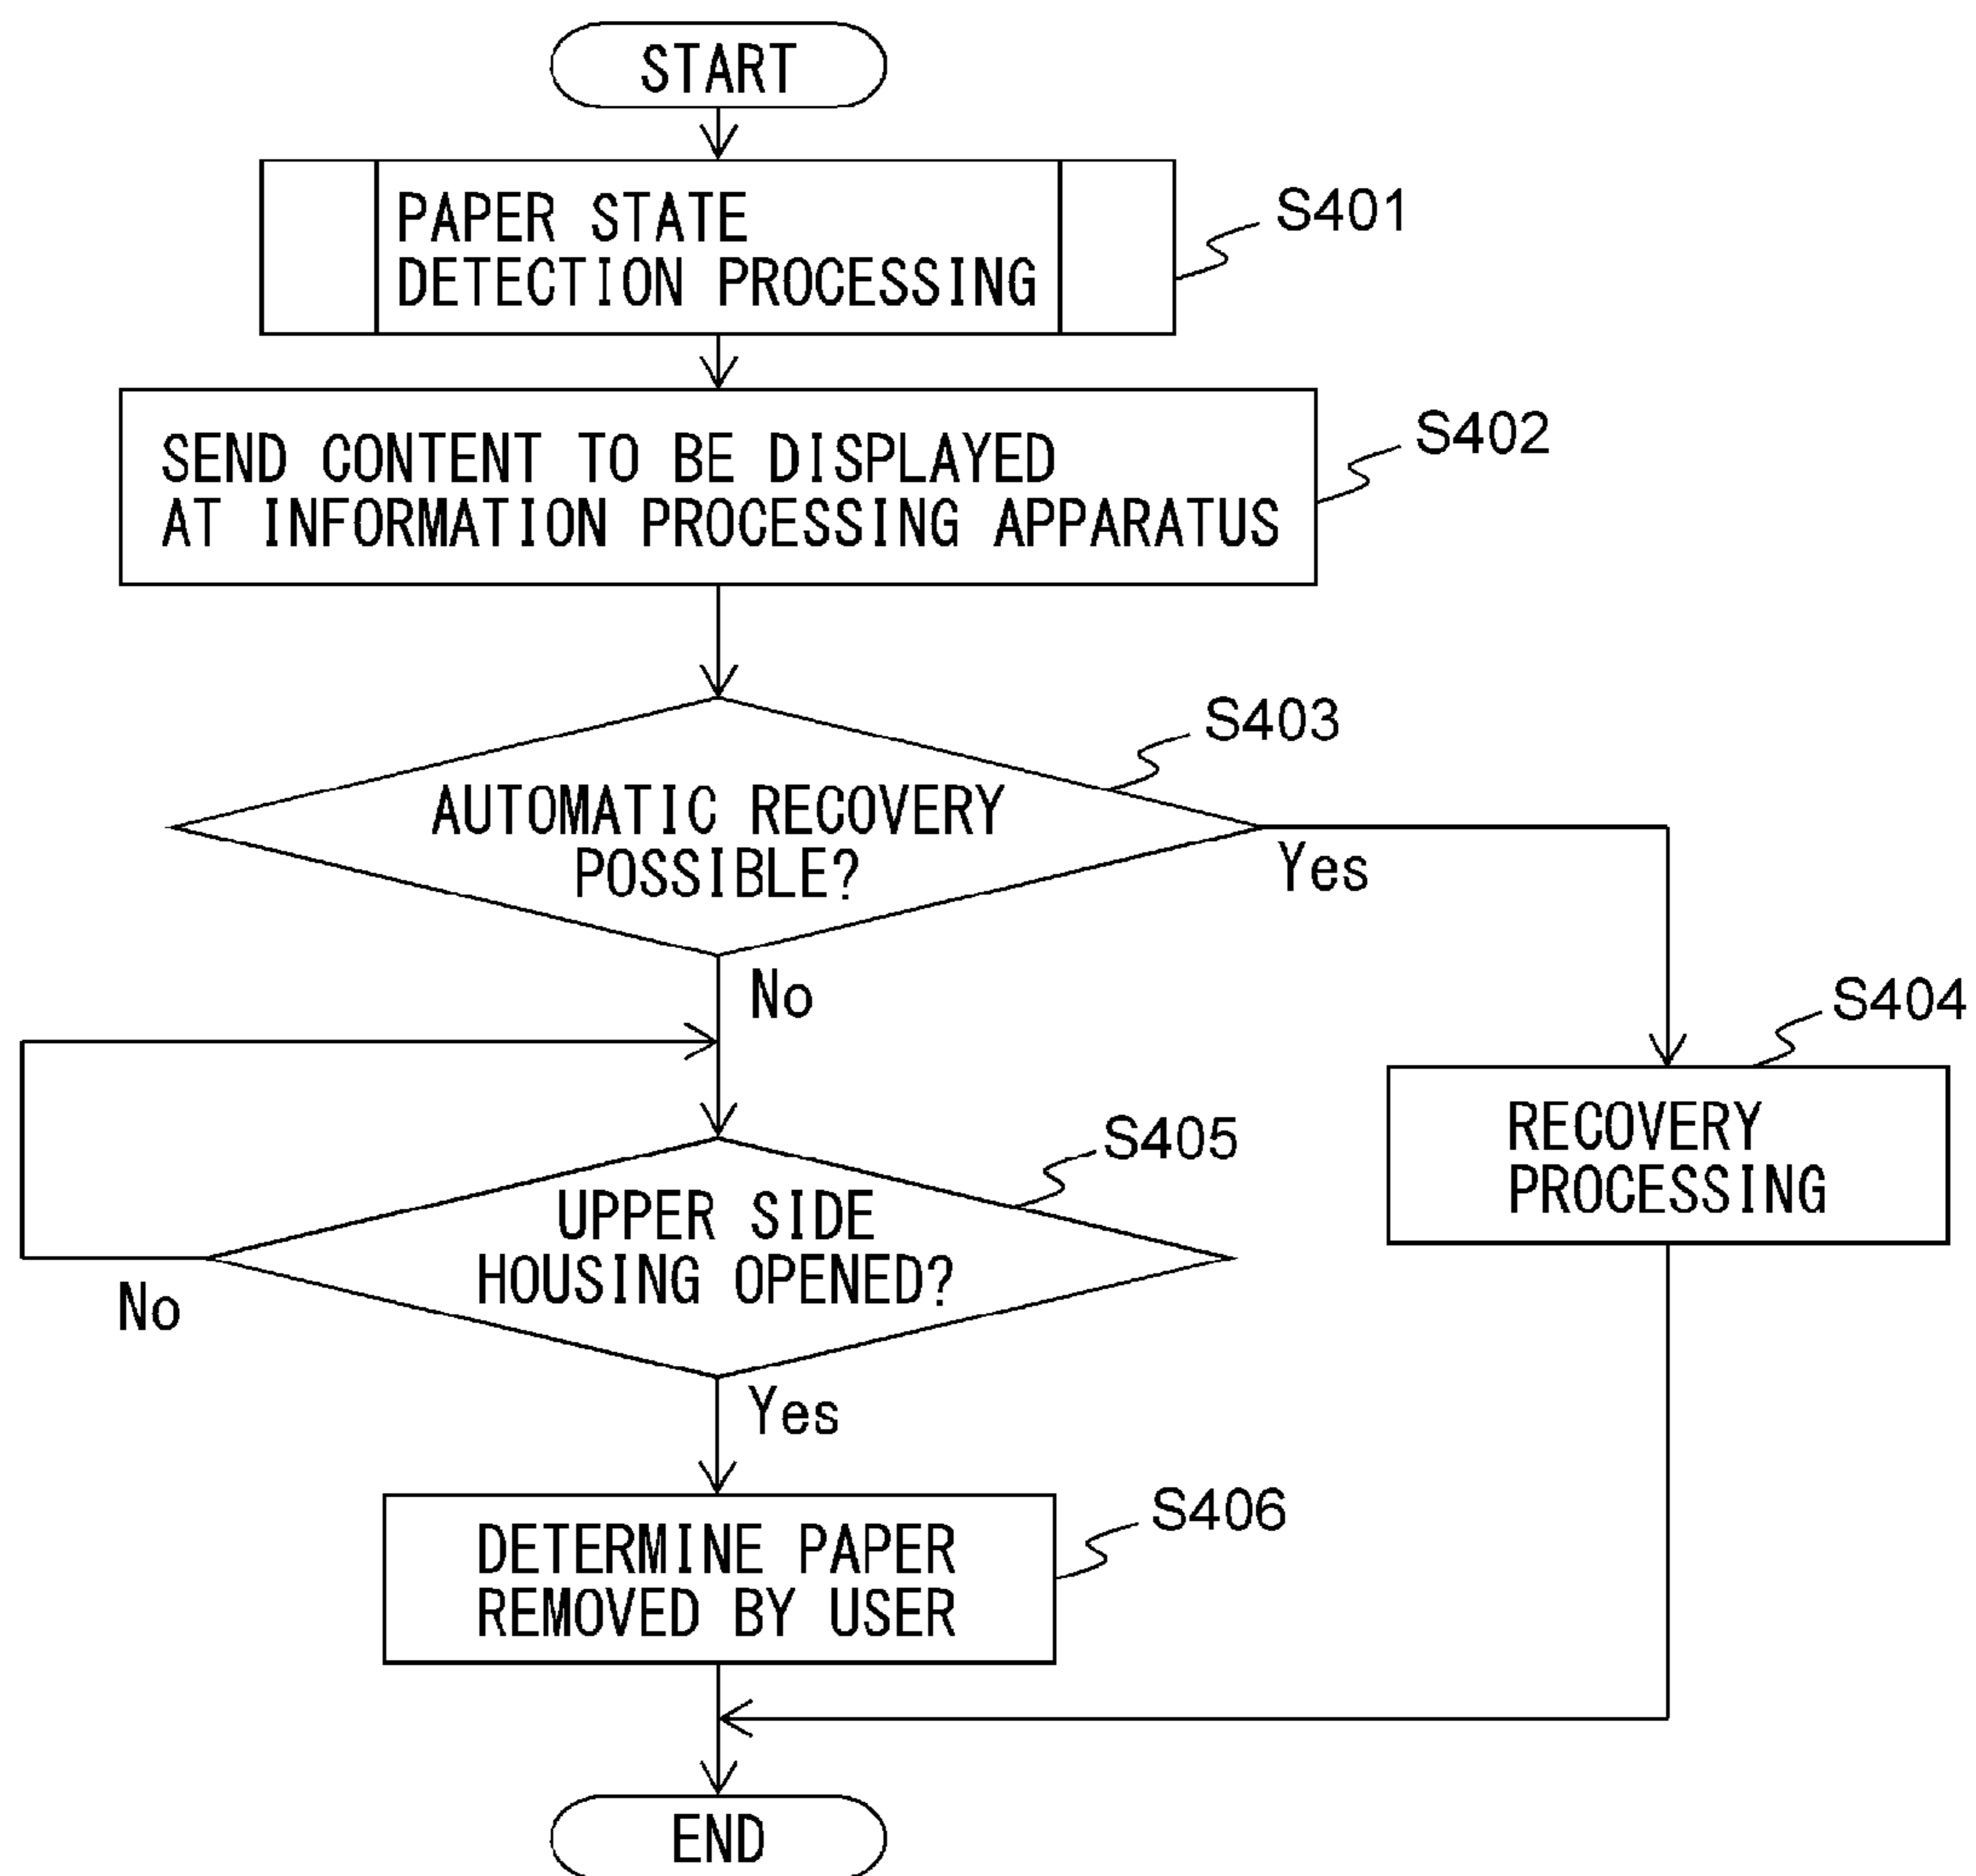 START
PAPER STATE
DETECTION PROCESSING
S401
SEND CONTENT TO BE DISPLAYED
AT INFORMATION PROCESSING APPARATUS
S402
S403
AUTOMATIC RECOVERY
POSSIBLE?
Yes
No
S404
RECOVERY
PROCESSING
S405
UPPER SIDE
HOUSING OPENED?
No
Yes
S406
DETERMINE PAPER
REMOVED BY USER
END